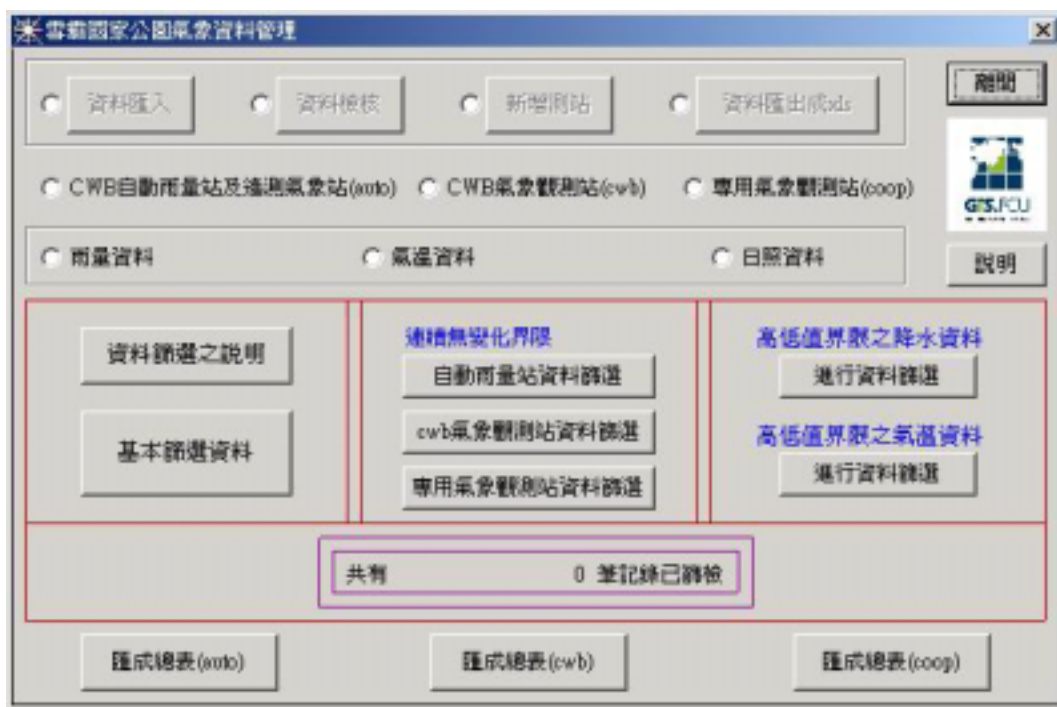 雪霸國家公園氣象資料管理
離開
資料匯入 資料檢核 新增測站 資料匯出成xls
CWB自動雨量站及遙測氣象站(auto) CWB氣象觀測站(cwb) 專用氣象觀測站(coop)
GIS.FCU
雨量資料 氣溫資料 日照資料
說明
資料篩選之說明
基本篩選資料
連續無變化界限
自動雨量站資料篩選
cwb氣象觀測站資料篩選
專用氣象觀測站資料篩選
高低值界限之降水資料
進行資料篩選
高低值界限之氣溫資料
進行資料篩選
共有 0 筆記錄已篩檢
匯成總表(auto) 匯成總表(cwb) 匯成總表(coop)